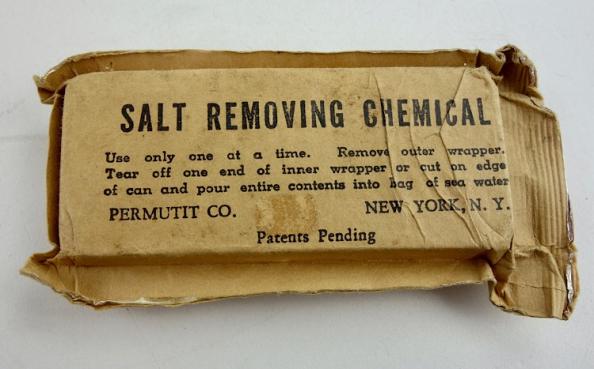 SALT REMOVING CHEMICAL
Use only one at a time. Remove outer wrapper.
Tear off one end of inner wrapper or cut on edge
of can and pour entire contents into bag of sea water
PERMUTIT CO. NEW YORK, N. Y.
Patents Pending